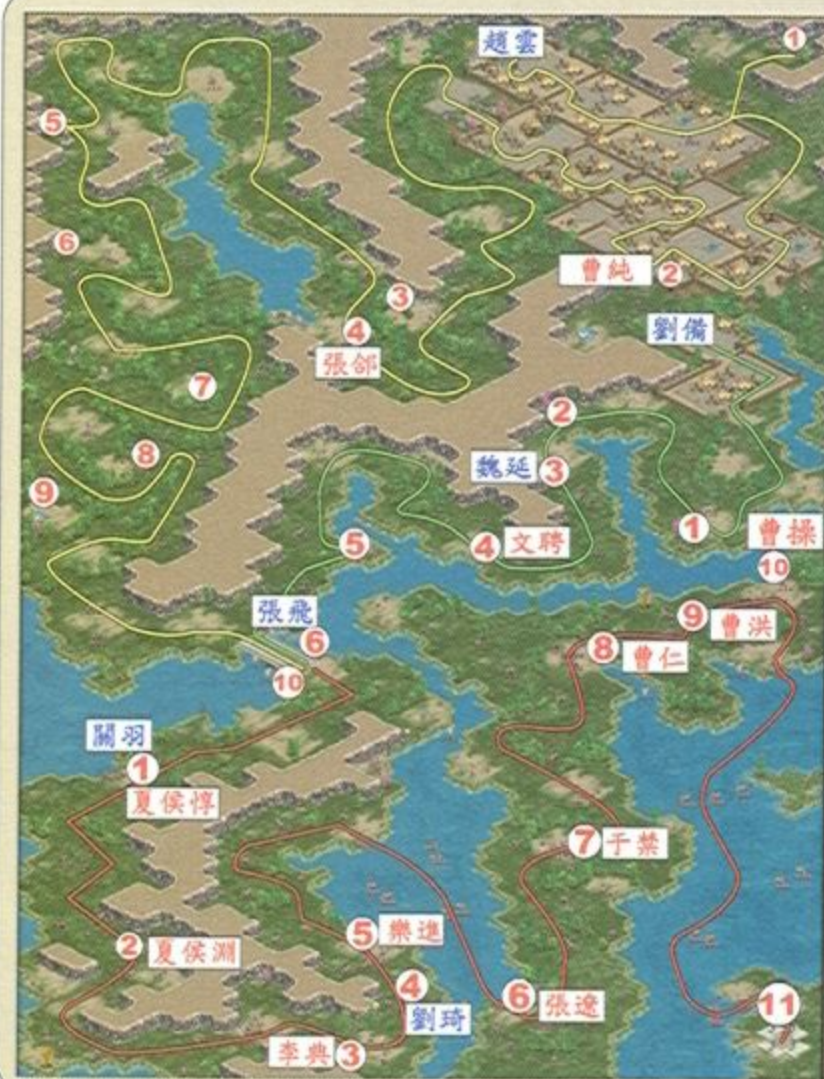 趙雲
1
5
6
3
曹純 2
劉備
4
張郃
7
2
8
魏延 3
9
1
曹操
10
5
4 文聘
張飛
6
10
9 曹洪
8 曹仁
關羽
1
夏侯惇
7 于禁
5 樂進
2 夏侯淵
4
劉琦
6 張遼
11
李典 3